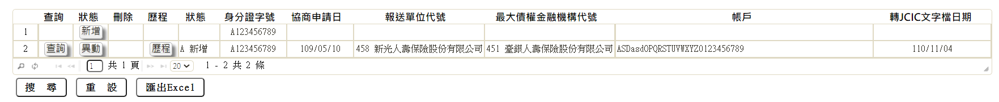 查詢 狀態 刪除 歷程 狀態 身分證字號 協商申請日 報送單位代號 最大債權金融機構代號 帳戶 轉JCIC文字檔日期
1 新增 A123456789
2 查詢 異動 歷程 A 新增 A123456789 109/05/10 458 新光人壽保險股份有限公司 451 臺銀人壽保險股份有限公司 ASDasdOPQRSTUVWXYZ0123456789 110/11/04
1 共 1 頁 20 1 - 2 共 2 條
搜 尋 重 設 匯出Excel